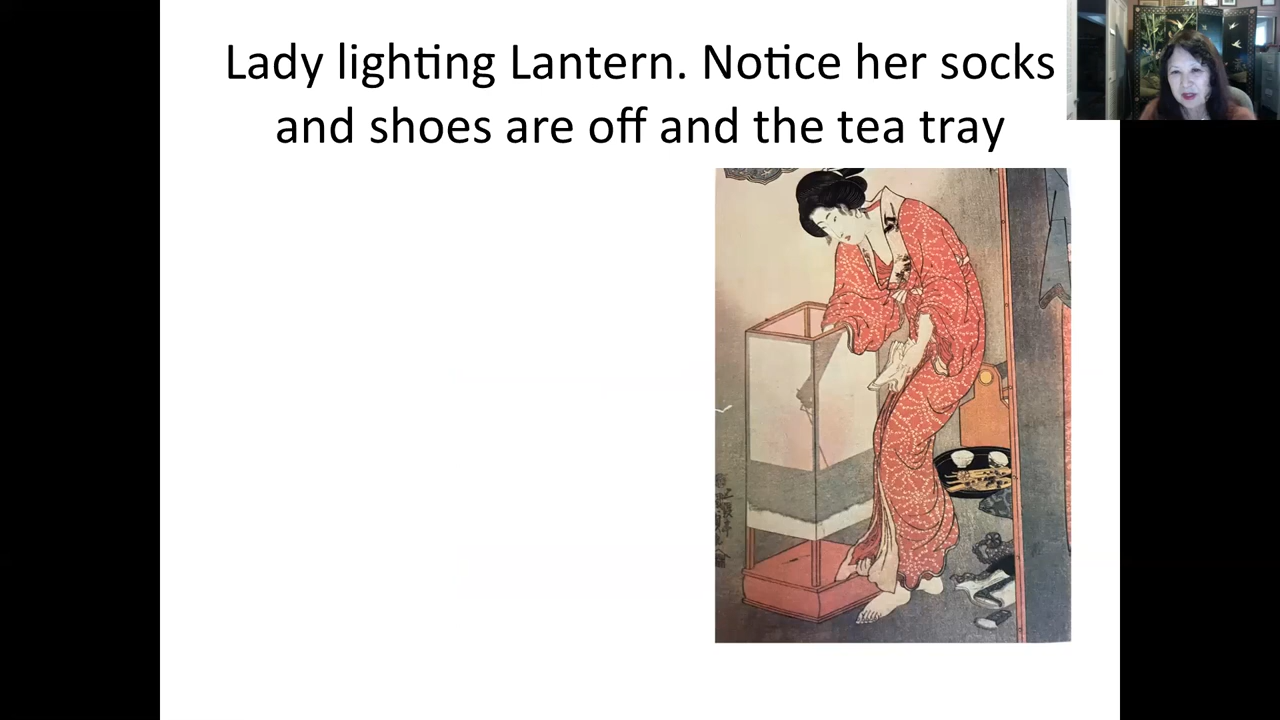 Lady lighting Lantern. Notice her socks
and shoes are off and the tea tray